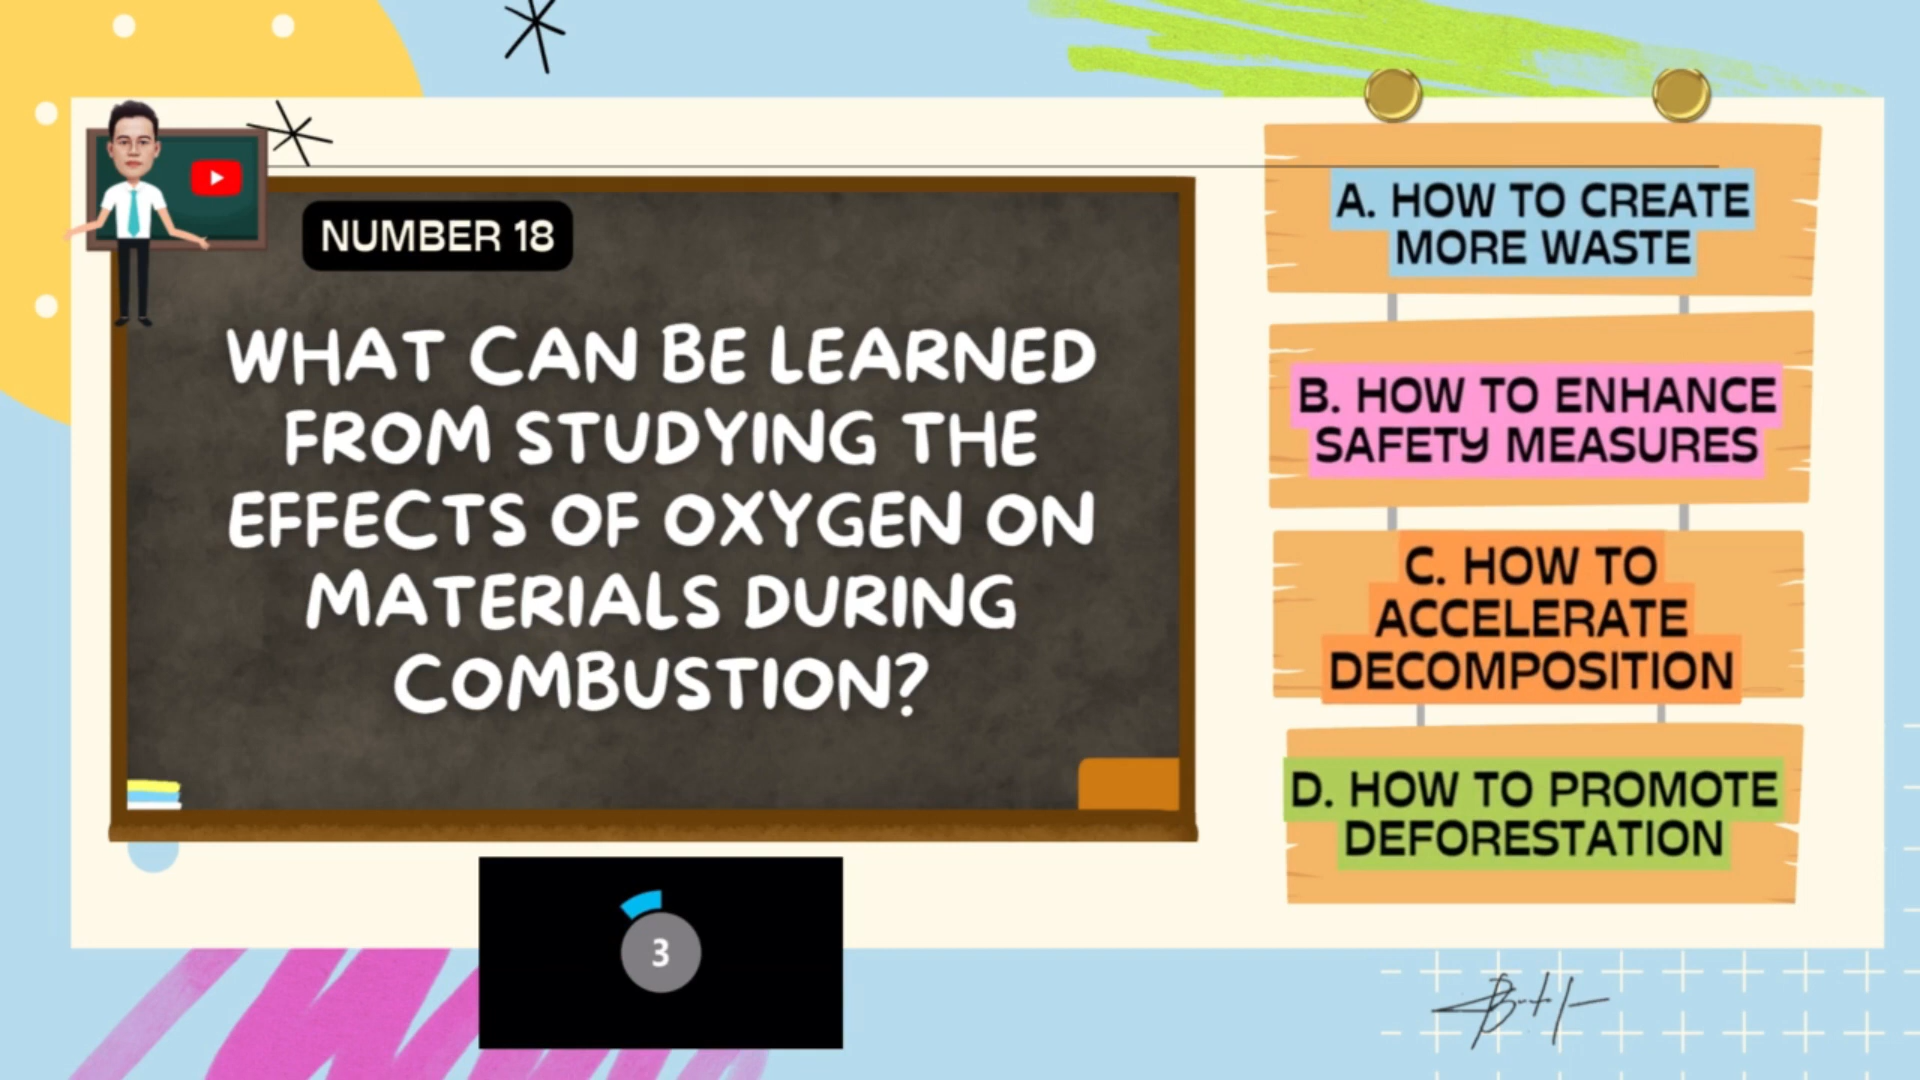 NUMBER 18
WHAT CAN BE LEARNED
FROM STUDYING THE
EFFECTS OF OXYGEN ON
MATERIALS DURING
COMBUSTION?
A. HOW TO CREATE
MORE WASTE
B. HOW TO ENHANCE
SAFETY MEASURES
C. HOW TO
ACCELERATE
DECOMPOSITION
D. HOW TO PROMOTE
DEFORESTATION
3